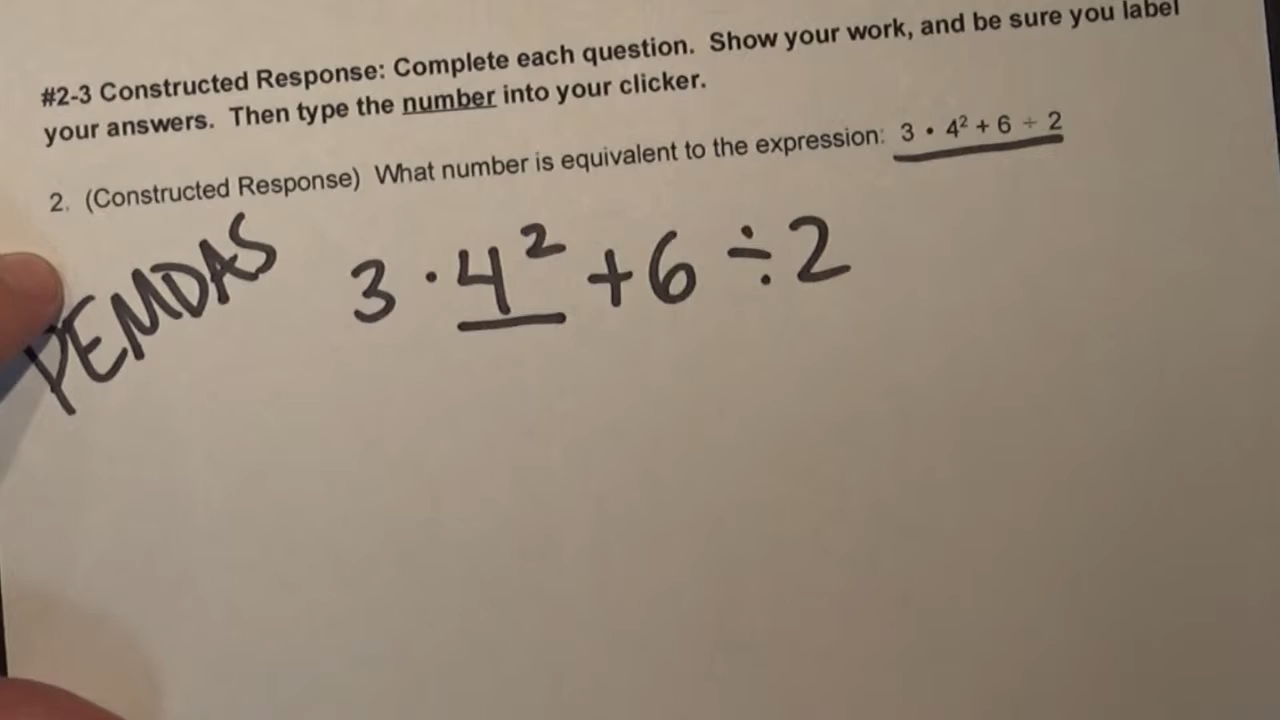 #2-3 Constructed Response: Complete each question. Show your work, and be sure you label
your answers. Then type the number into your clicker.
2. (Constructed Response) What number is equivalent to the expression: 3 • 4² + 6 ÷ 2
PEMDAS
3 · 4² + 6 ÷ 2